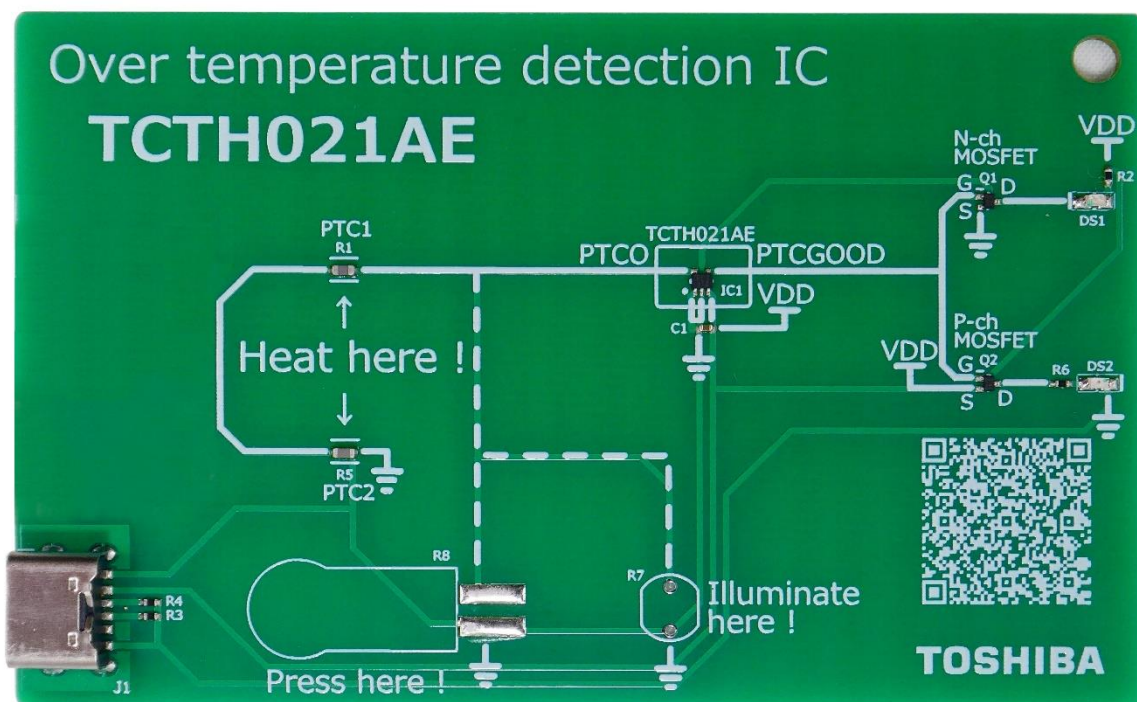 Over temperature detection IC
TCTH021AE
VDD
N-ch
MOSFET
G Q1 D
S
R2
DS1
PTC1
R1
TCTH021AE
PTCO
PTCGOOD
IC1
VDD
C1
Heat here !
P-ch
MOSFET
VDD
G Q2
S D
R6
DS2
R5
PTC2
R8
R7
Illuminate
here !
R4
R3
J1
Press here !
TOSHIBA